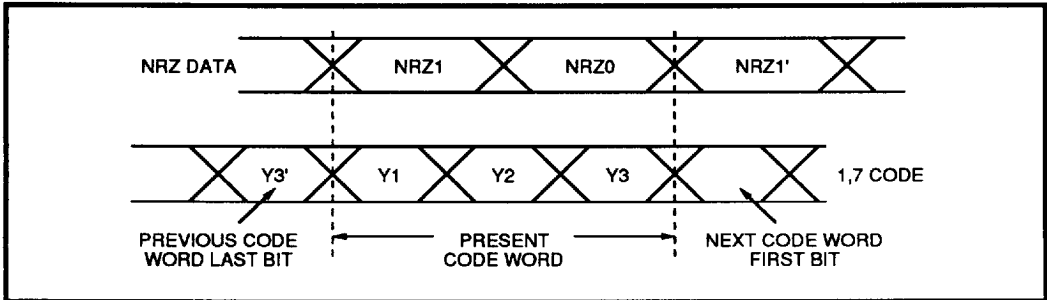 NRZ DATA NRZ1 NRZ0 NRZ1'
Y3' Y1 Y2 Y3 1,7 CODE
PREVIOUS CODE
WORD LAST BIT
PRESENT
CODE WORD
NEXT CODE WORD
FIRST BIT